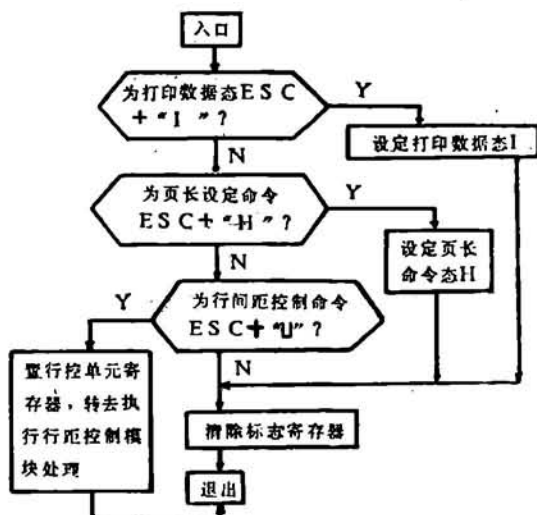 入口
为打印数据态ESC
+“I”?
Y
设定打印数据态I
N
为页长设定命令
ESC+“H”?
Y
设定页长
命令态H
N
为行间距控制命令
ESC+“U”?
Y
N
置行控单元寄
存器,转去执
行行距控制模
块处理
清除标志寄存器
退出